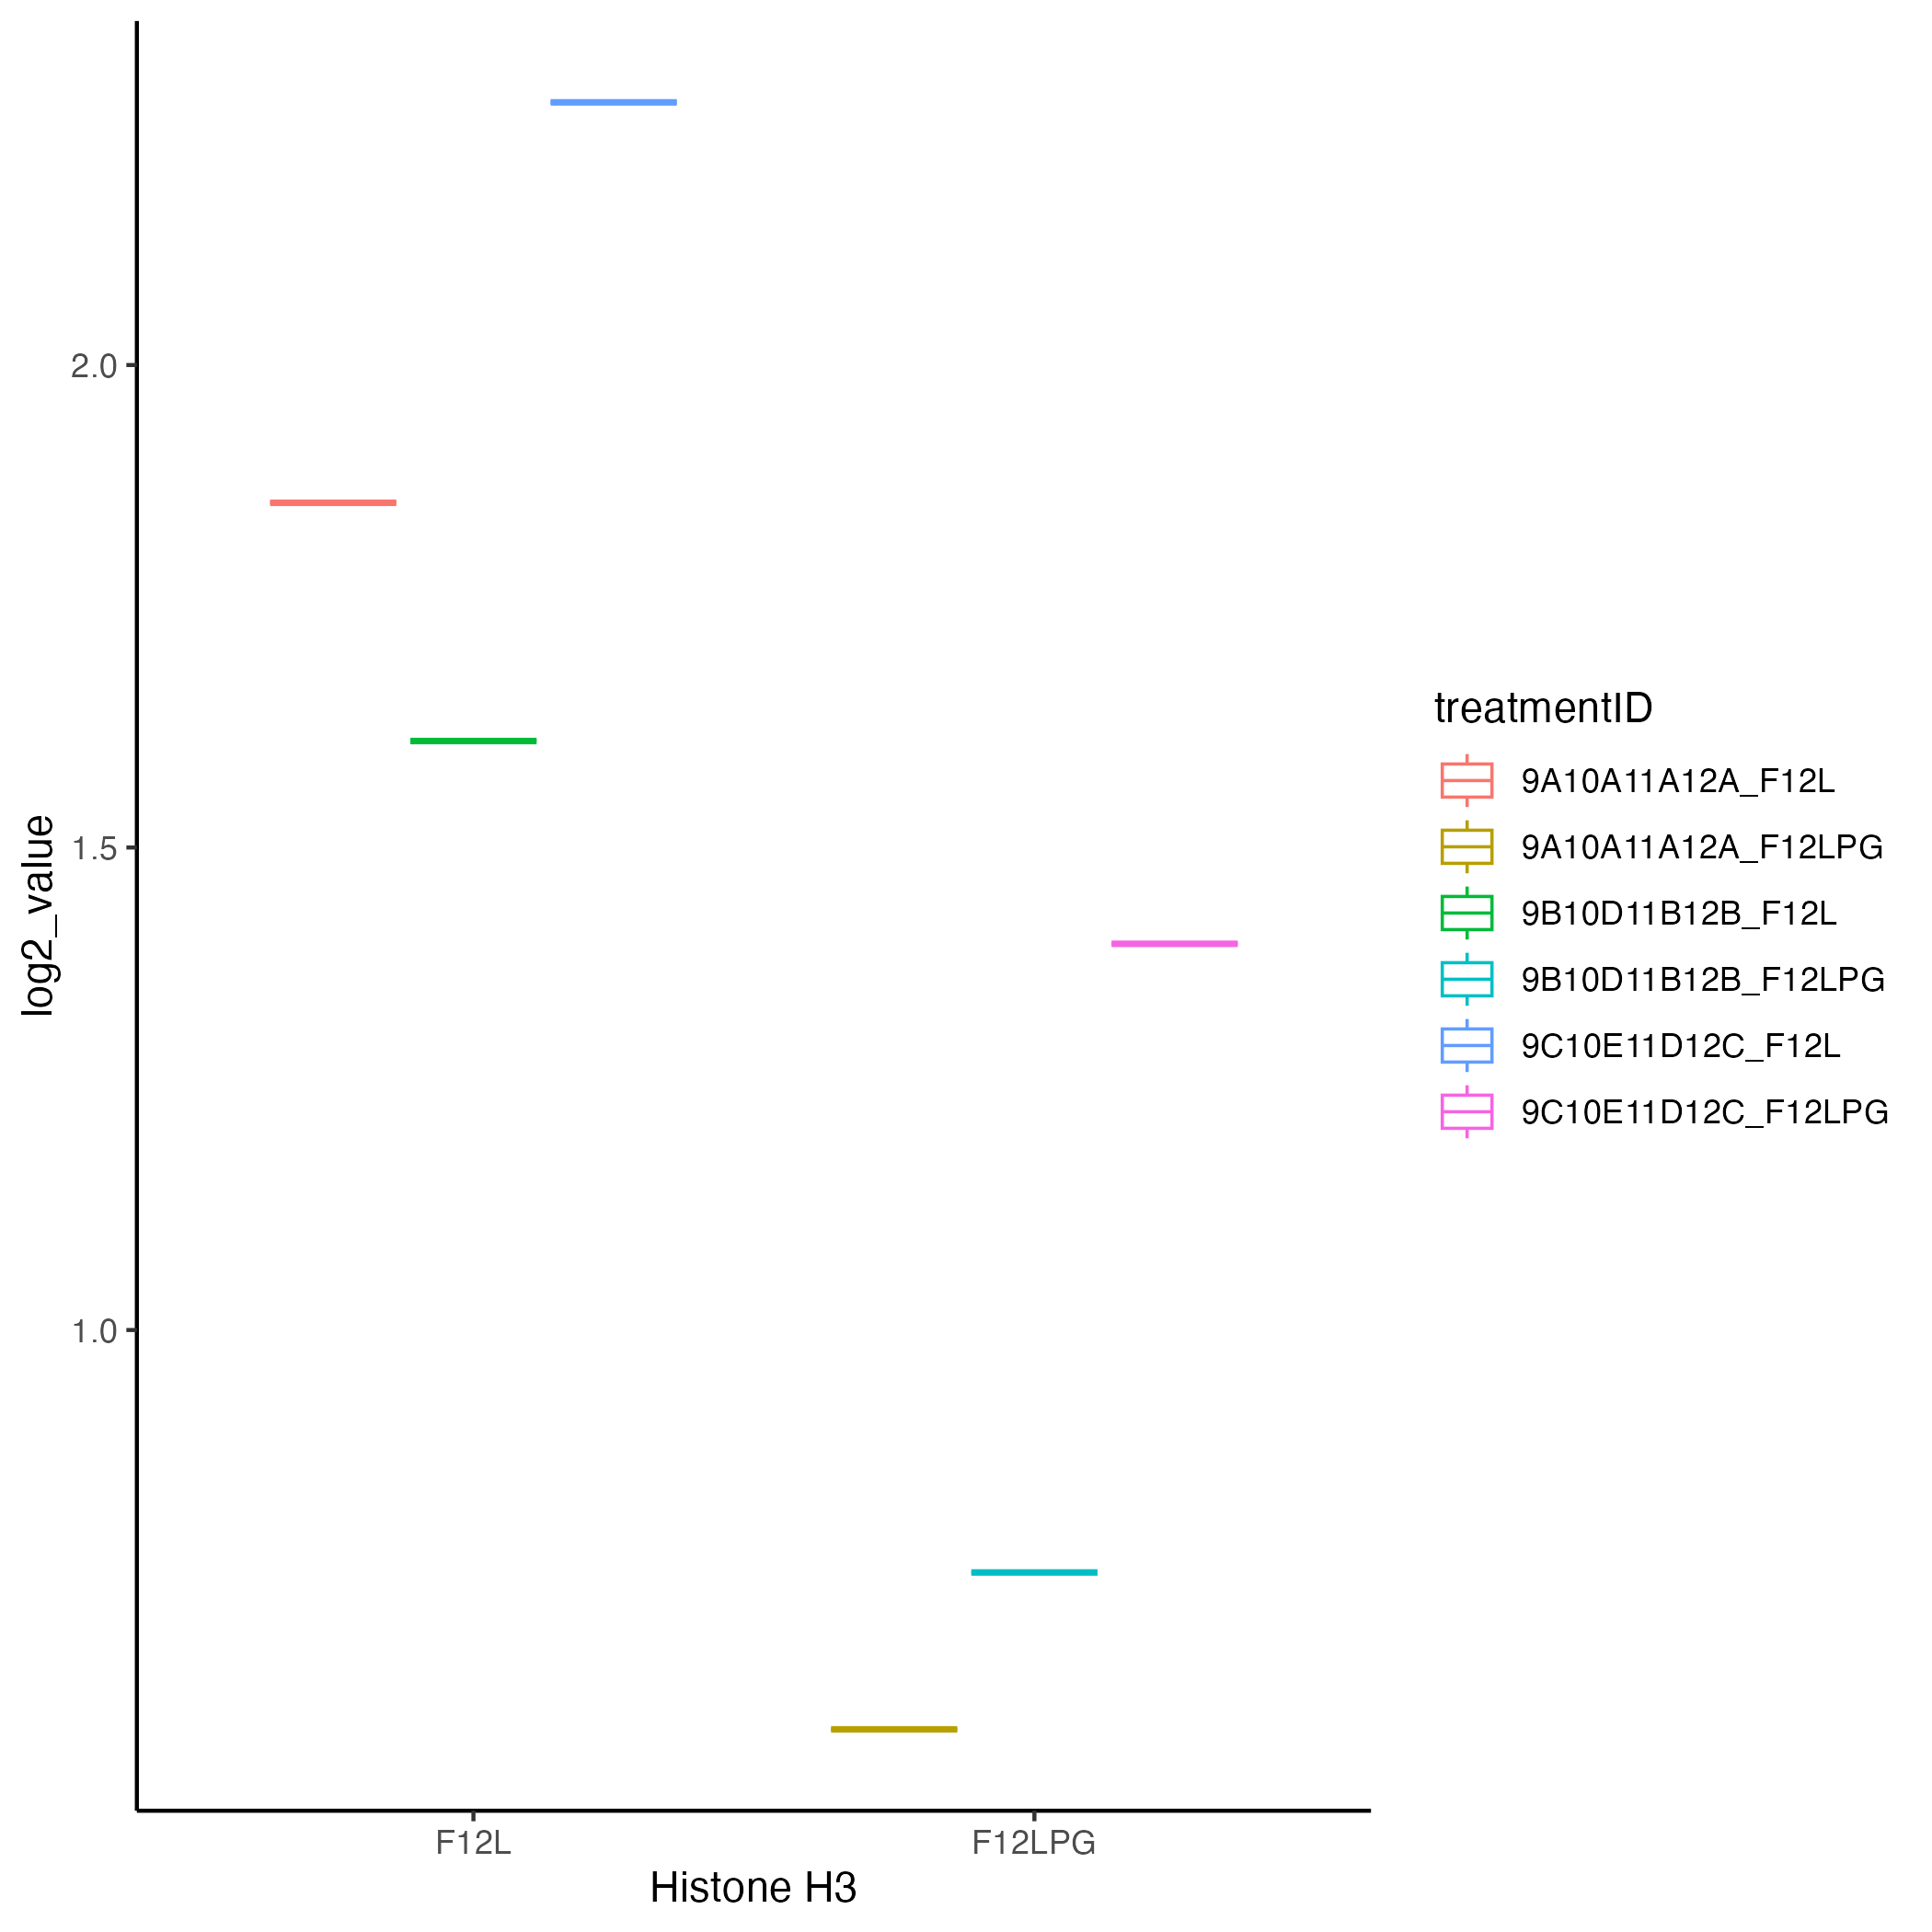 log2_value
2.0
1.5
1.0
F12L
F12LPG
Histone H3
treatmentID
9A10A11A12A_F12L
9A10A11A12A_F12LPG
9B10D11B12B_F12L
9B10D11B12B_F12LPG
9C10E11D12C_F12L
9C10E11D12C_F12LPG